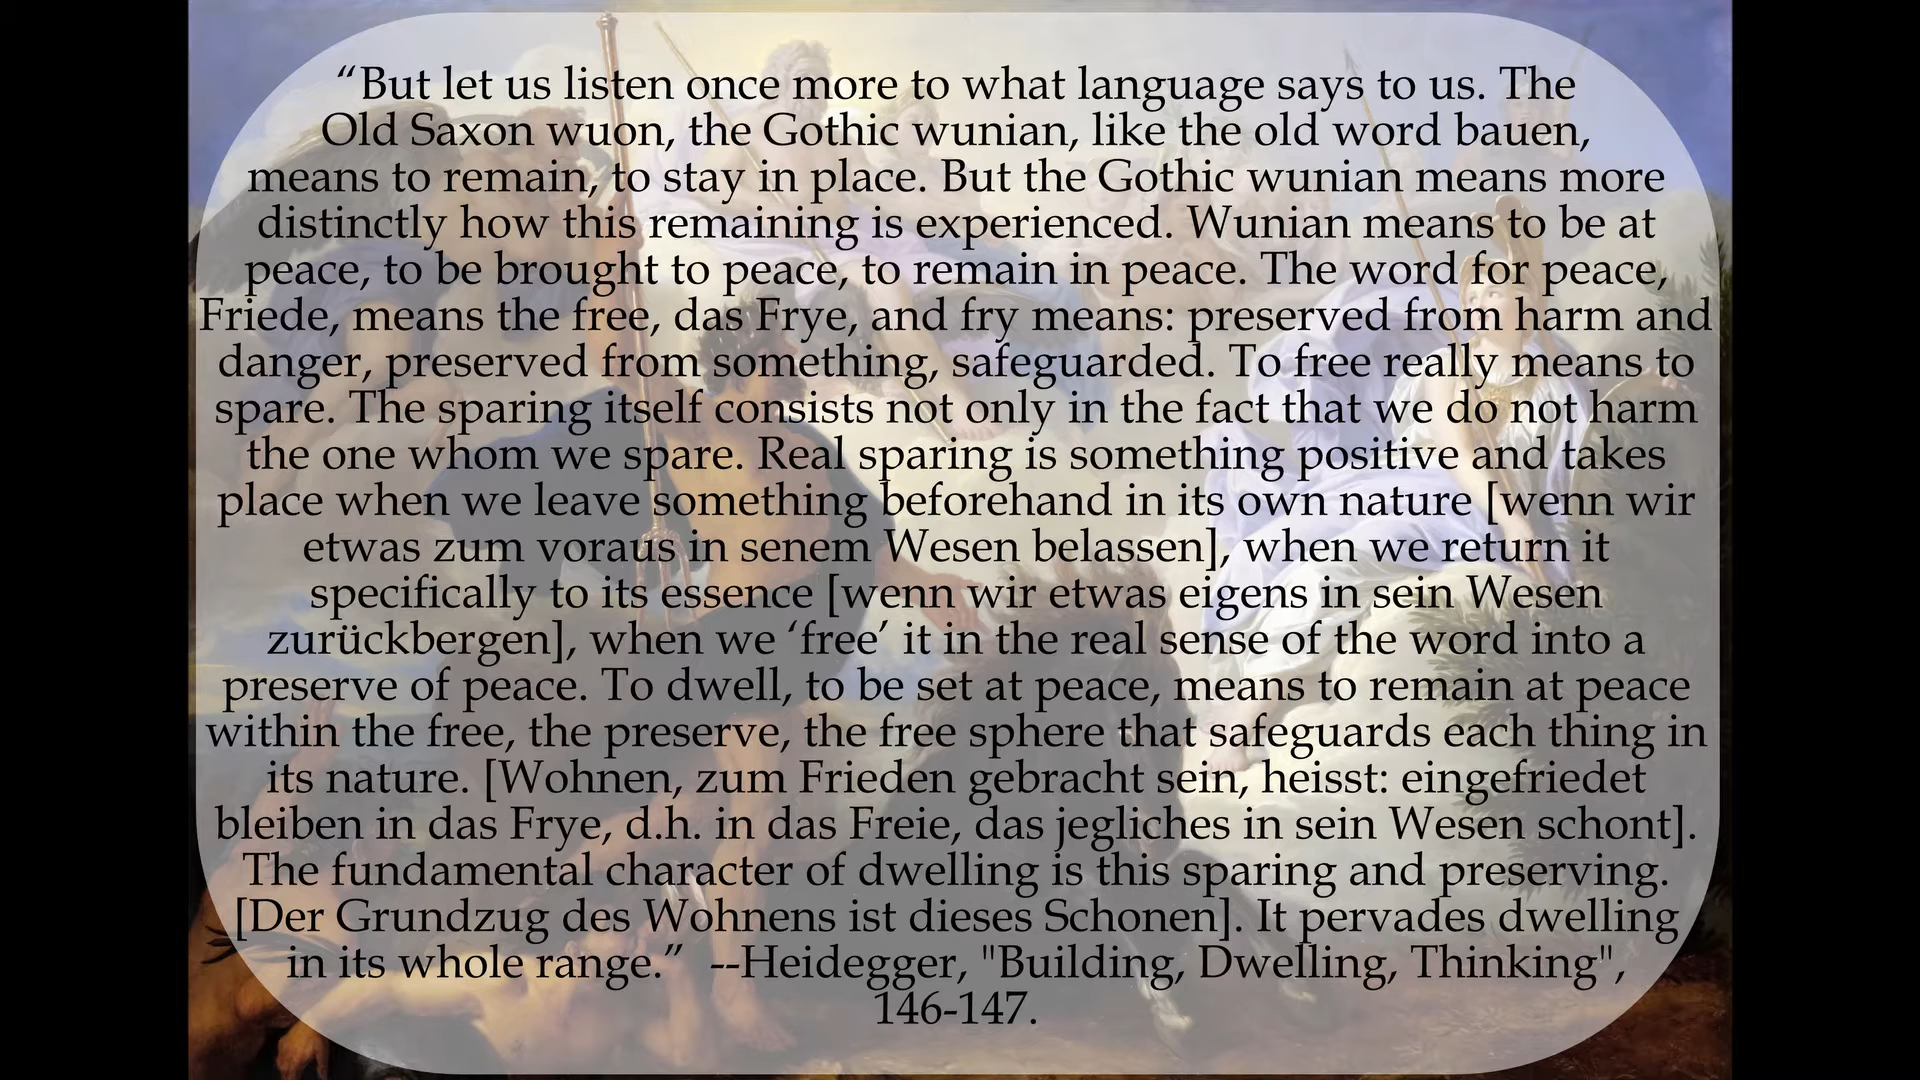 “But let us listen once more to what language says to us. The
Old Saxon wuon, the Gothic wunian, like the old word bauen,
means to remain, to stay in place. But the Gothic wunian means more
distinctly how this remaining is experienced. Wunian means to be at
peace, to be brought to peace, to remain in peace. The word for peace,
Friede, means the free, das Frye, and fry means: preserved from harm and
danger, preserved from something, safeguarded. To free really means to
spare. The sparing itself consists not only in the fact that we do not harm
the one whom we spare. Real sparing is something positive and takes
place when we leave something beforehand in its own nature [wenn wir
etwas zum voraus in senem Wesen belassen], when we return it
specifically to its essence [wenn wir etwas eigens in sein Wesen
zurückbergen], when we ‘free’ it in the real sense of the word into a
preserve of peace. To dwell, to be set at peace, means to remain at peace
within the free, the preserve, the free sphere that safeguards each thing in
its nature. [Wohnen, zum Frieden gebracht sein, heisst: eingefriedet
bleiben in das Frye, d.h. in das Freie, das jegliches in sein Wesen schont].
The fundamental character of dwelling is this sparing and preserving.
[Der Grundzug des Wohnens ist dieses Schonen]. It pervades dwelling
in its whole range.”  --Heidegger, "Building, Dwelling, Thinking",
146-147.